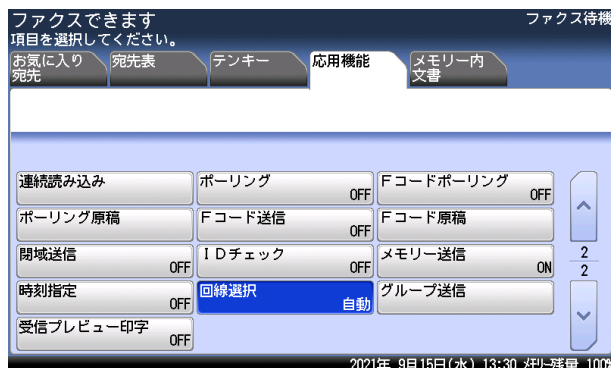 ファクスできます
ファクス待機
項目を選択してください。
お気に入り
宛先
宛先表
テンキー
応用機能
メモリー内
文書
連続読み込み
ポーリング
OFF
Fコードポーリング
OFF
ポーリング原稿
Fコード送信
OFF
Fコード原稿
閉域送信
OFF
IDチェック
OFF
メモリー送信
ON
時刻指定
OFF
回線選択
自動
グループ送信
受信プレビュー印字
OFF
2
2
2021年 9月15日(水) 13:30 メモリー残量 100%